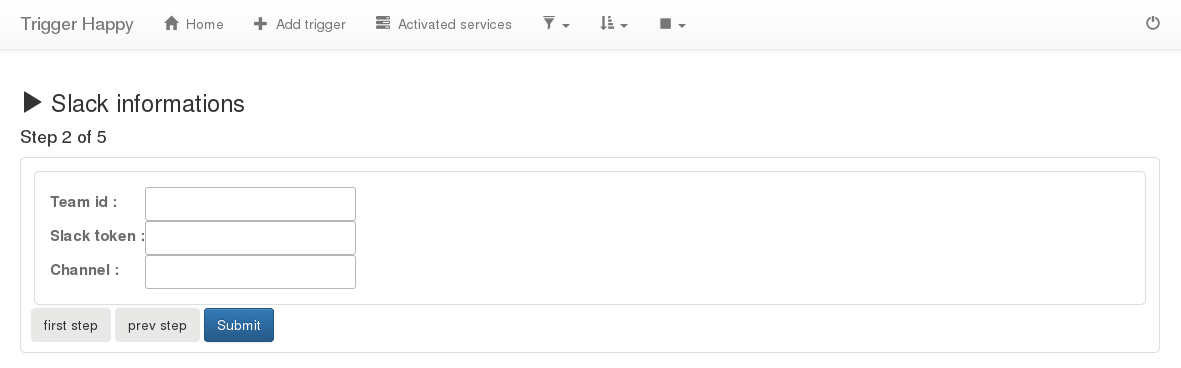 Trigger Happy Home Add trigger Activated services
Slack informations
Step 2 of 5
Team id :
Slack token :
Channel :
first step prev step Submit